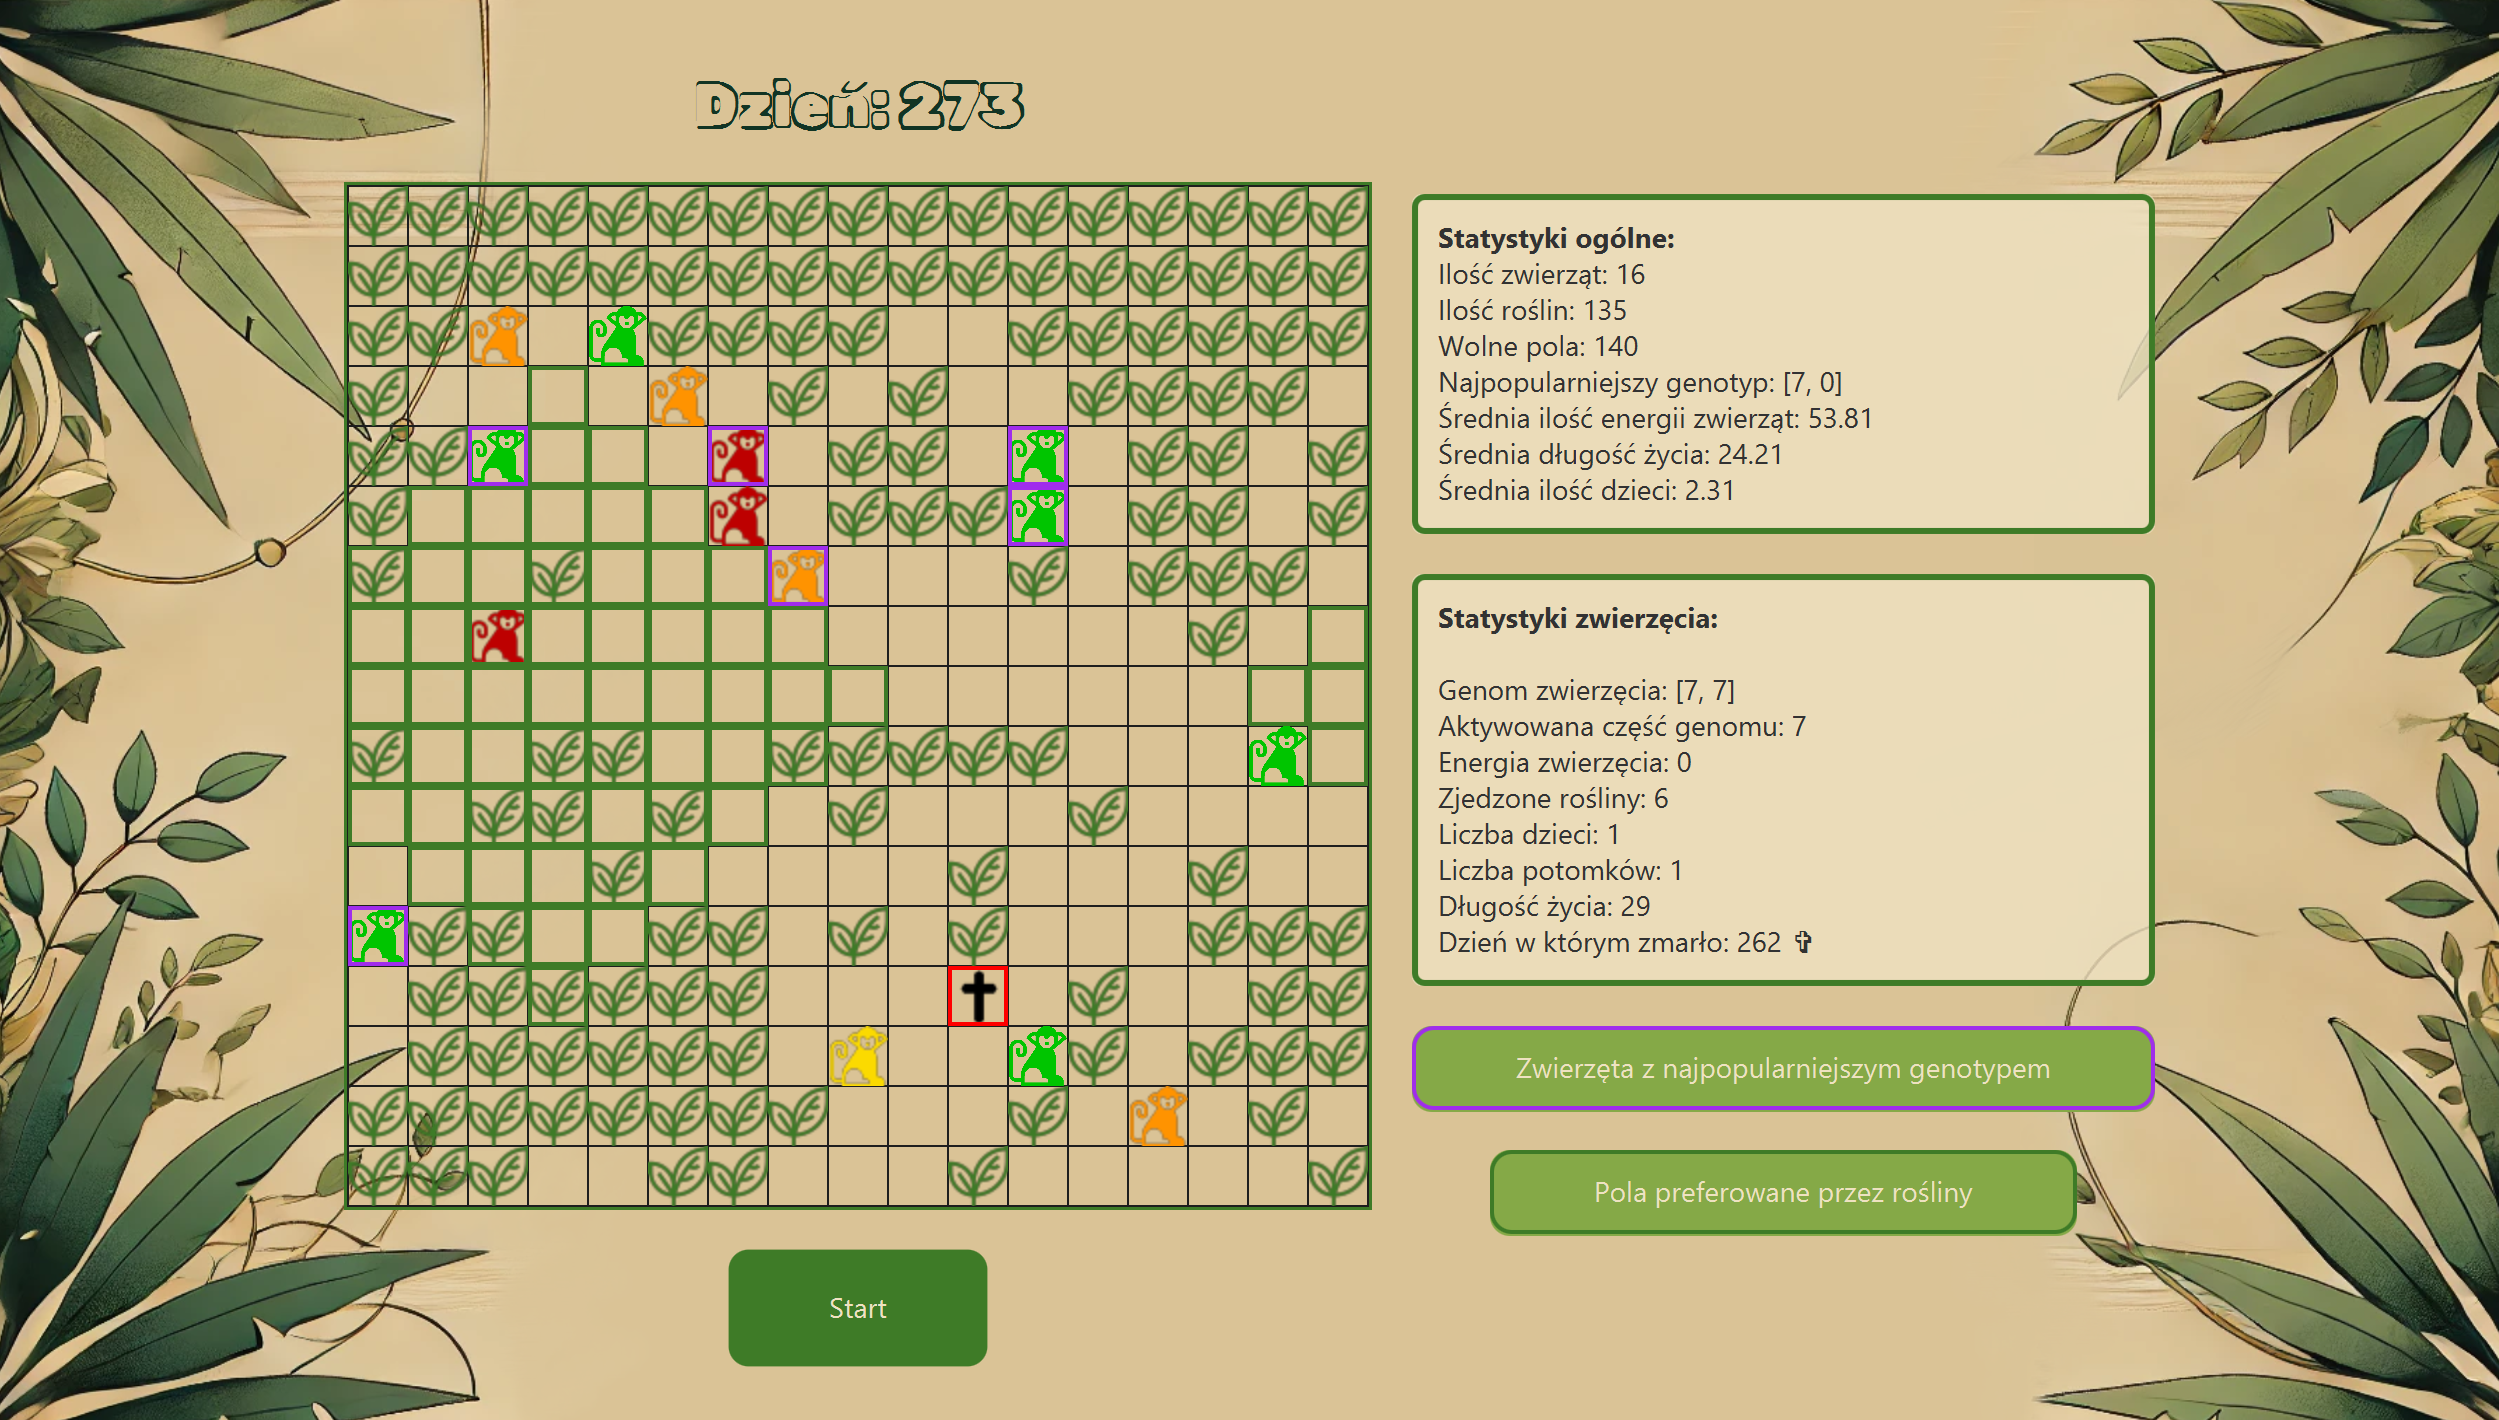 Dzień: 273
Statystyki ogólne:
Ilość zwierząt: 16
Ilość roślin: 135
Wolne pola: 140
Najpopularniejszy genotyp: [7, 0]
Średnia ilość energii zwierząt: 53.81
Średnia długość życia: 24.21
Średnia ilość dzieci: 2.31
Statystyki zwierzęcia:
Genom zwierzęcia: [7, 7]
Aktywowana część genomu: 7
Energia zwierzęcia: 0
Zjedzone rośliny: 6
Liczba dzieci: 1
Liczba potomków: 1
Długość życia: 29
Dzień w którym zmarło: 262 ✞
Zwierzęta z najpopularniejszym genotypem
Pola preferowane przez rośliny
Start